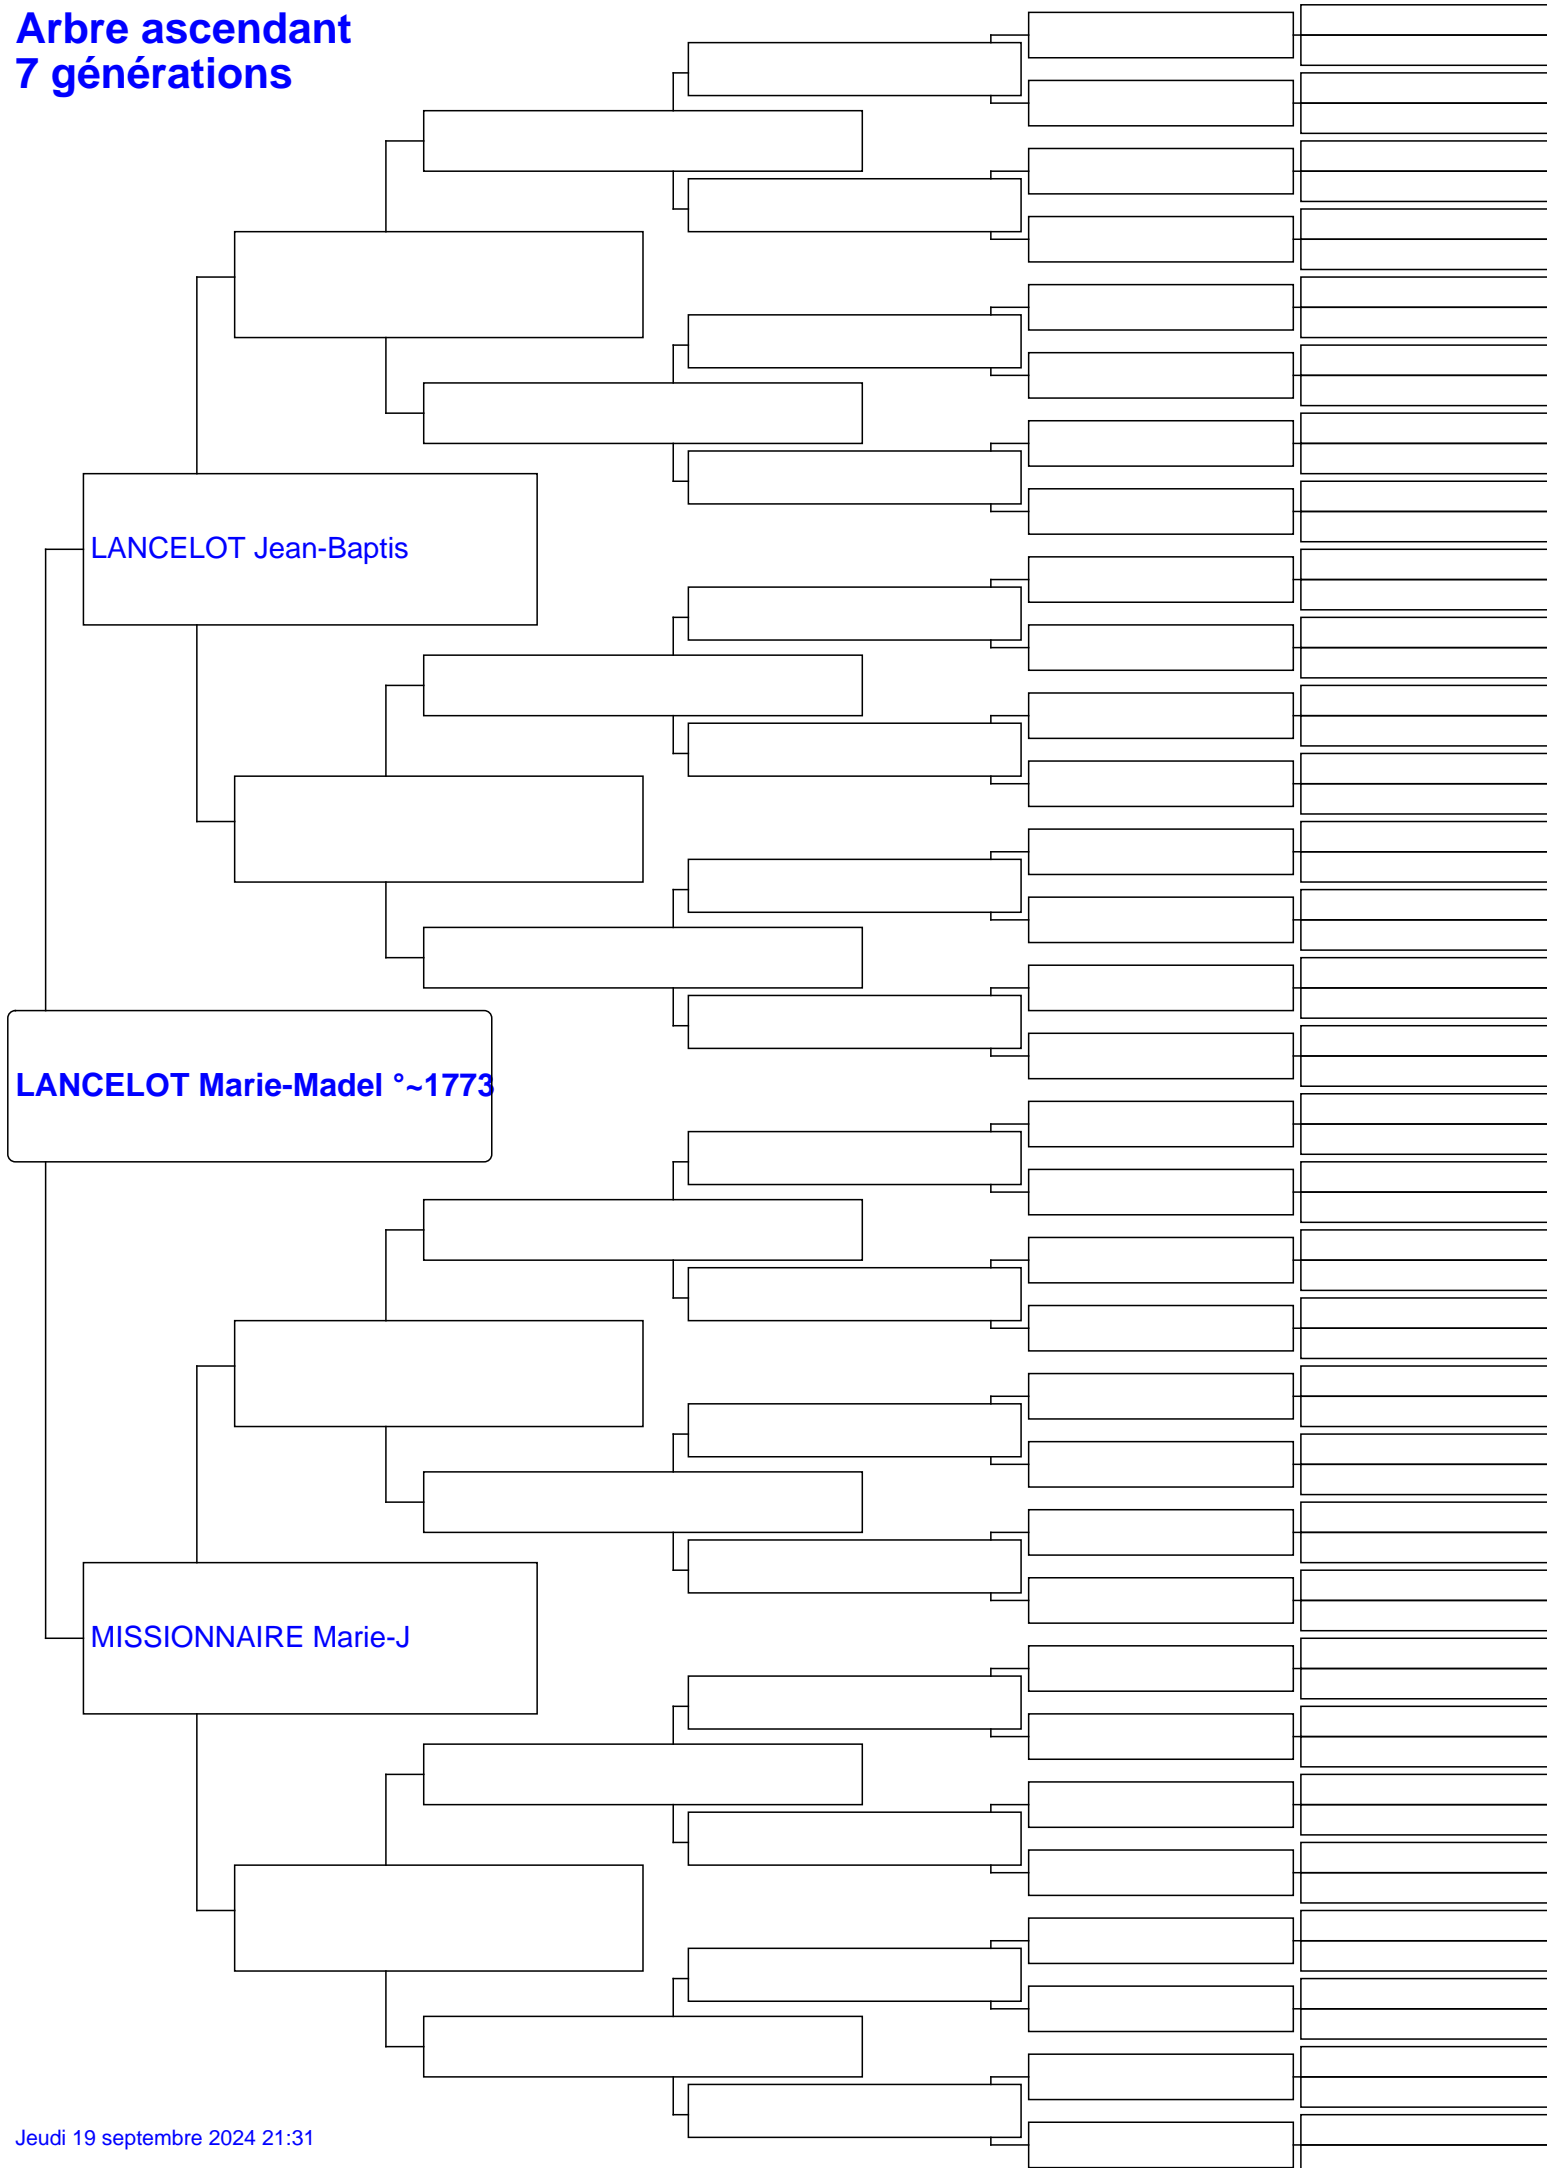 Arbre ascendant
7 générations
LANCELOT Jean-Baptis
LANCELOT Marie-Madel °~1773
MISSIONNAIRE Marie-J
Jeudi 19 septembre 2024 21:31